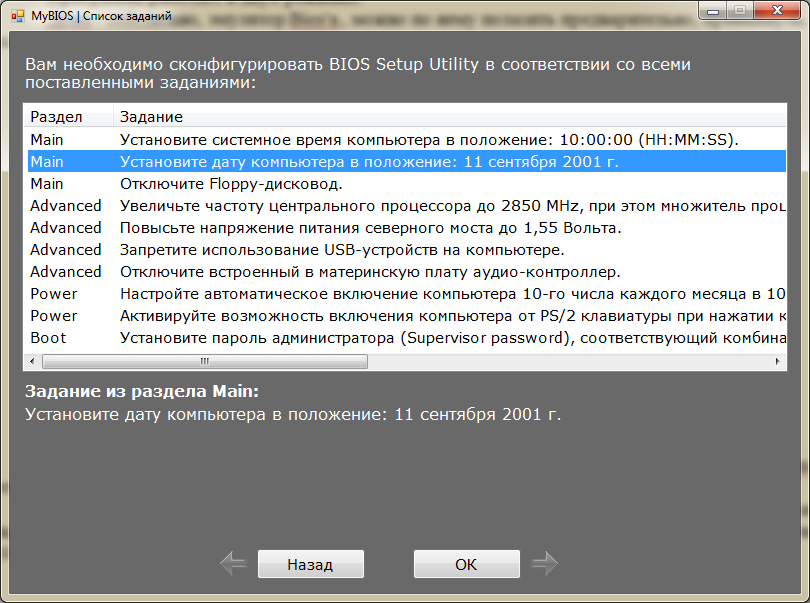 MyBIOS | Список заданий
Вам необходимо сконфигурировать BIOS Setup Utility в соответствии со всеми
поставленными заданиями:
Раздел Задание
Main Установите системное время компьютера в положение: 10:00:00 (HH:MM:SS).
Main Установите дату компьютера в положение: 11 сентября 2001 г.
Main Отключите Floppy-дисковод.
Advanced Увеличьте частоту центрального процессора до 2850 MHz, при этом множитель проц
Advanced Повысьте напряжение питания северного моста до 1,55 Вольта.
Advanced Запретите использование USB-устройств на компьютере.
Advanced Отключите встроенный в материнскую плату аудио-контроллер.
Power Настройте автоматическое включение компьютера 10-го числа каждого месяца в 10
Power Активируйте возможность включения компьютера от PS/2 клавиатуры при нажатии к
Boot Установите пароль администратора (Supervisor password), соответствующий комбина
Задание из раздела Main:
Установите дату компьютера в положение: 11 сентября 2001 г.
Назад OK